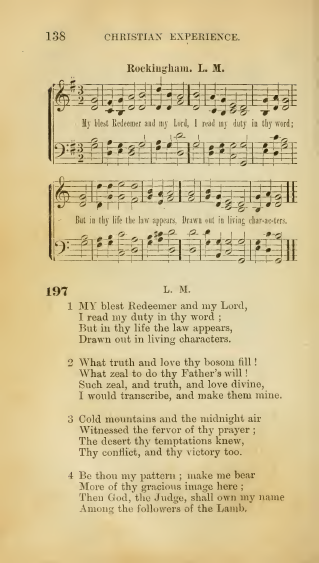 138 CHRISTIAN EXPERIENCE.
Rockingham. L. M.
My blest Redeemer and my Lord, I read my duty in thy word;
But in thy life the law appears, Drawn out in living char-ac-ters.
197 L. M.
1 MY blest Redeemer and my Lord,
I read my duty in thy word ;
But in thy life the law appears,
Drawn out in living characters.
2 What truth and love thy bosom fill !
What zeal to do thy Father's will !
Such zeal, and truth, and love divine,
I would transcribe, and make them mine.
3 Cold mountains and the midnight air
Witnessed the fervor of thy prayer ;
The desert thy temptations knew,
Thy conflict, and thy victory too.
4 Be thou my pattern ; make me bear
More of thy gracious image here ;
Then God, the Judge, shall own my name
Among the followers of the Lamb.